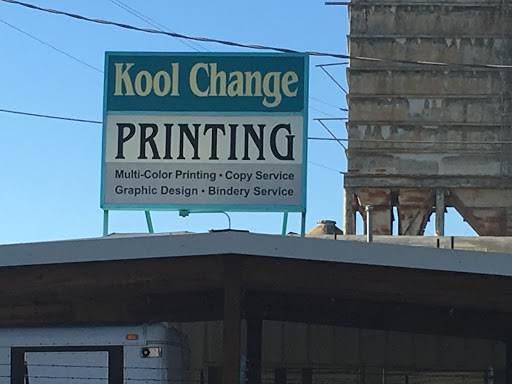 Kool Change
PRINTING
Multi-Color Printing • Copy Service
Graphic Design • Bindery Service